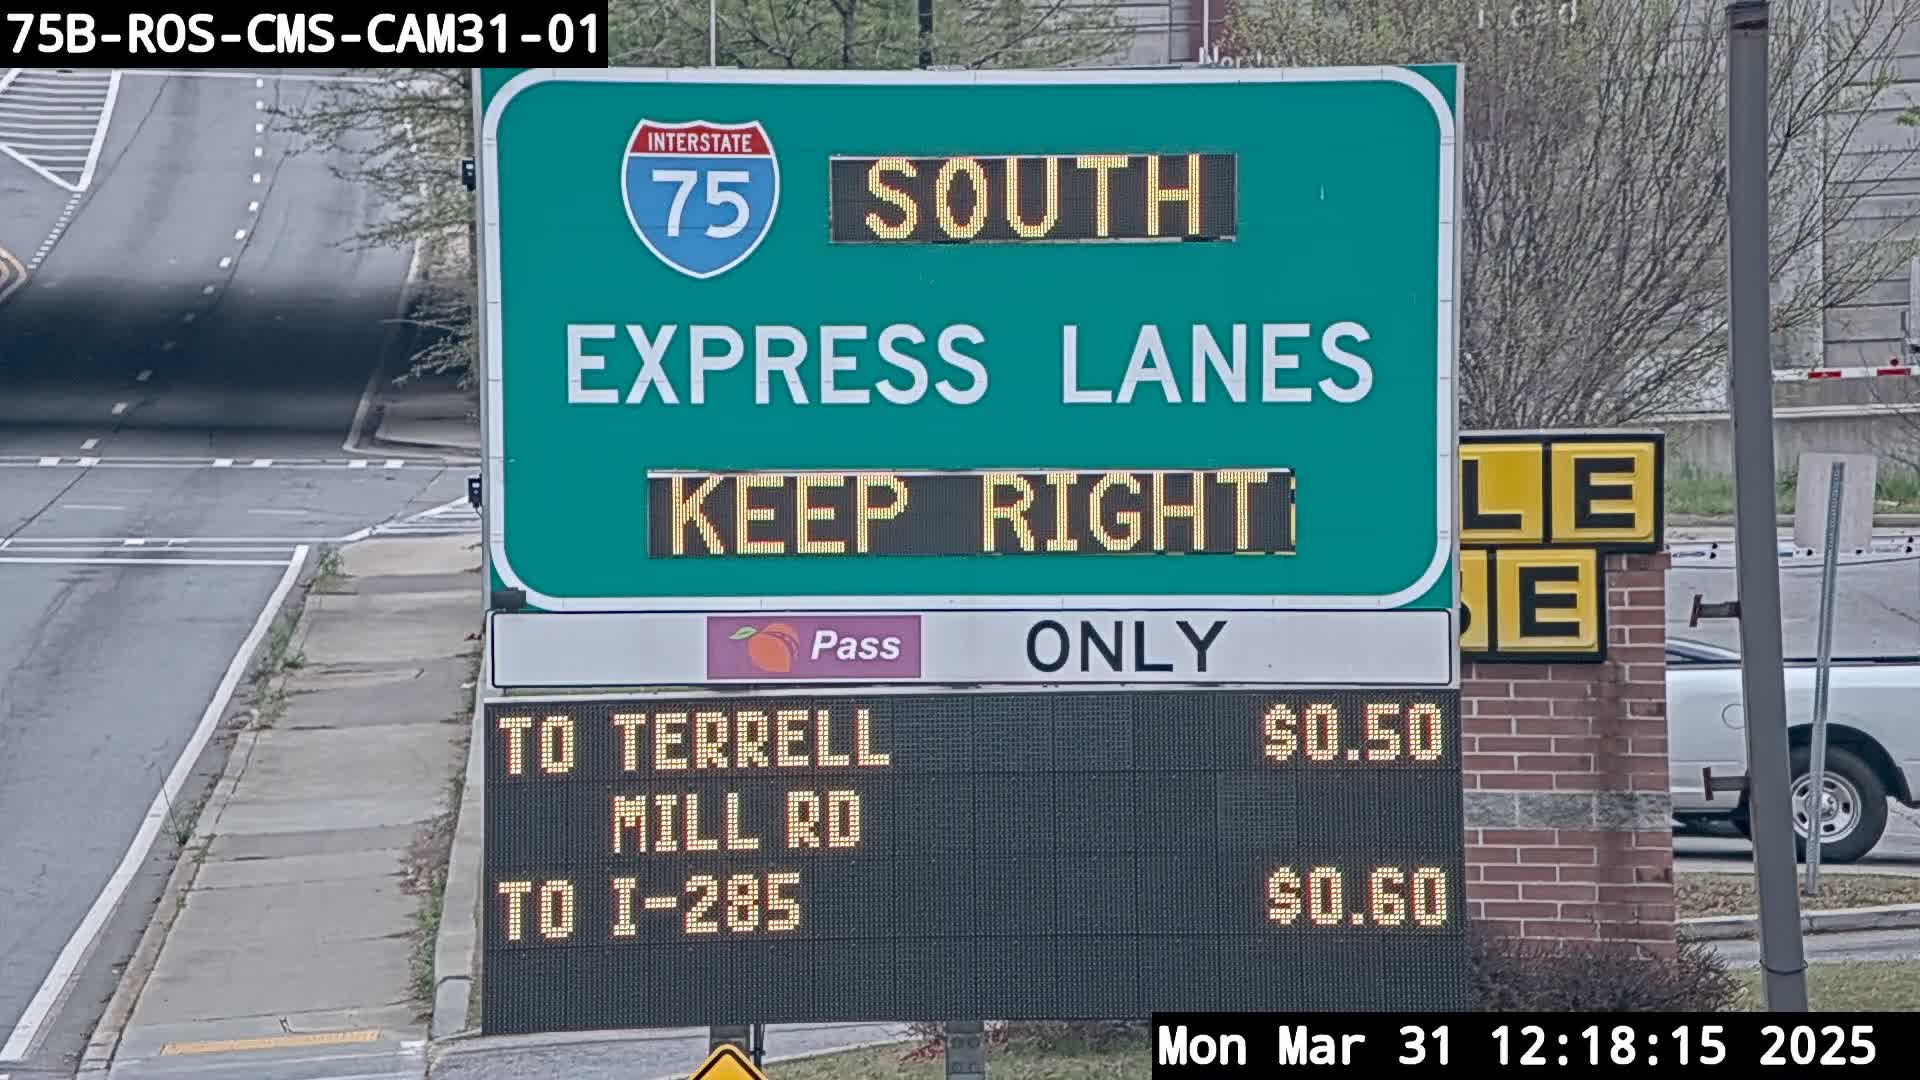 75B-ROS-CMS-CAM31-01
INTERSTATE
75
SOUTH
EXPRESS LANES
KEEP RIGHT
Pass
ONLY
TO TERRELL $0.50
MILL RD
TO I-285 $0.60
LE
E
Mon Mar 31 12:18:15 2025